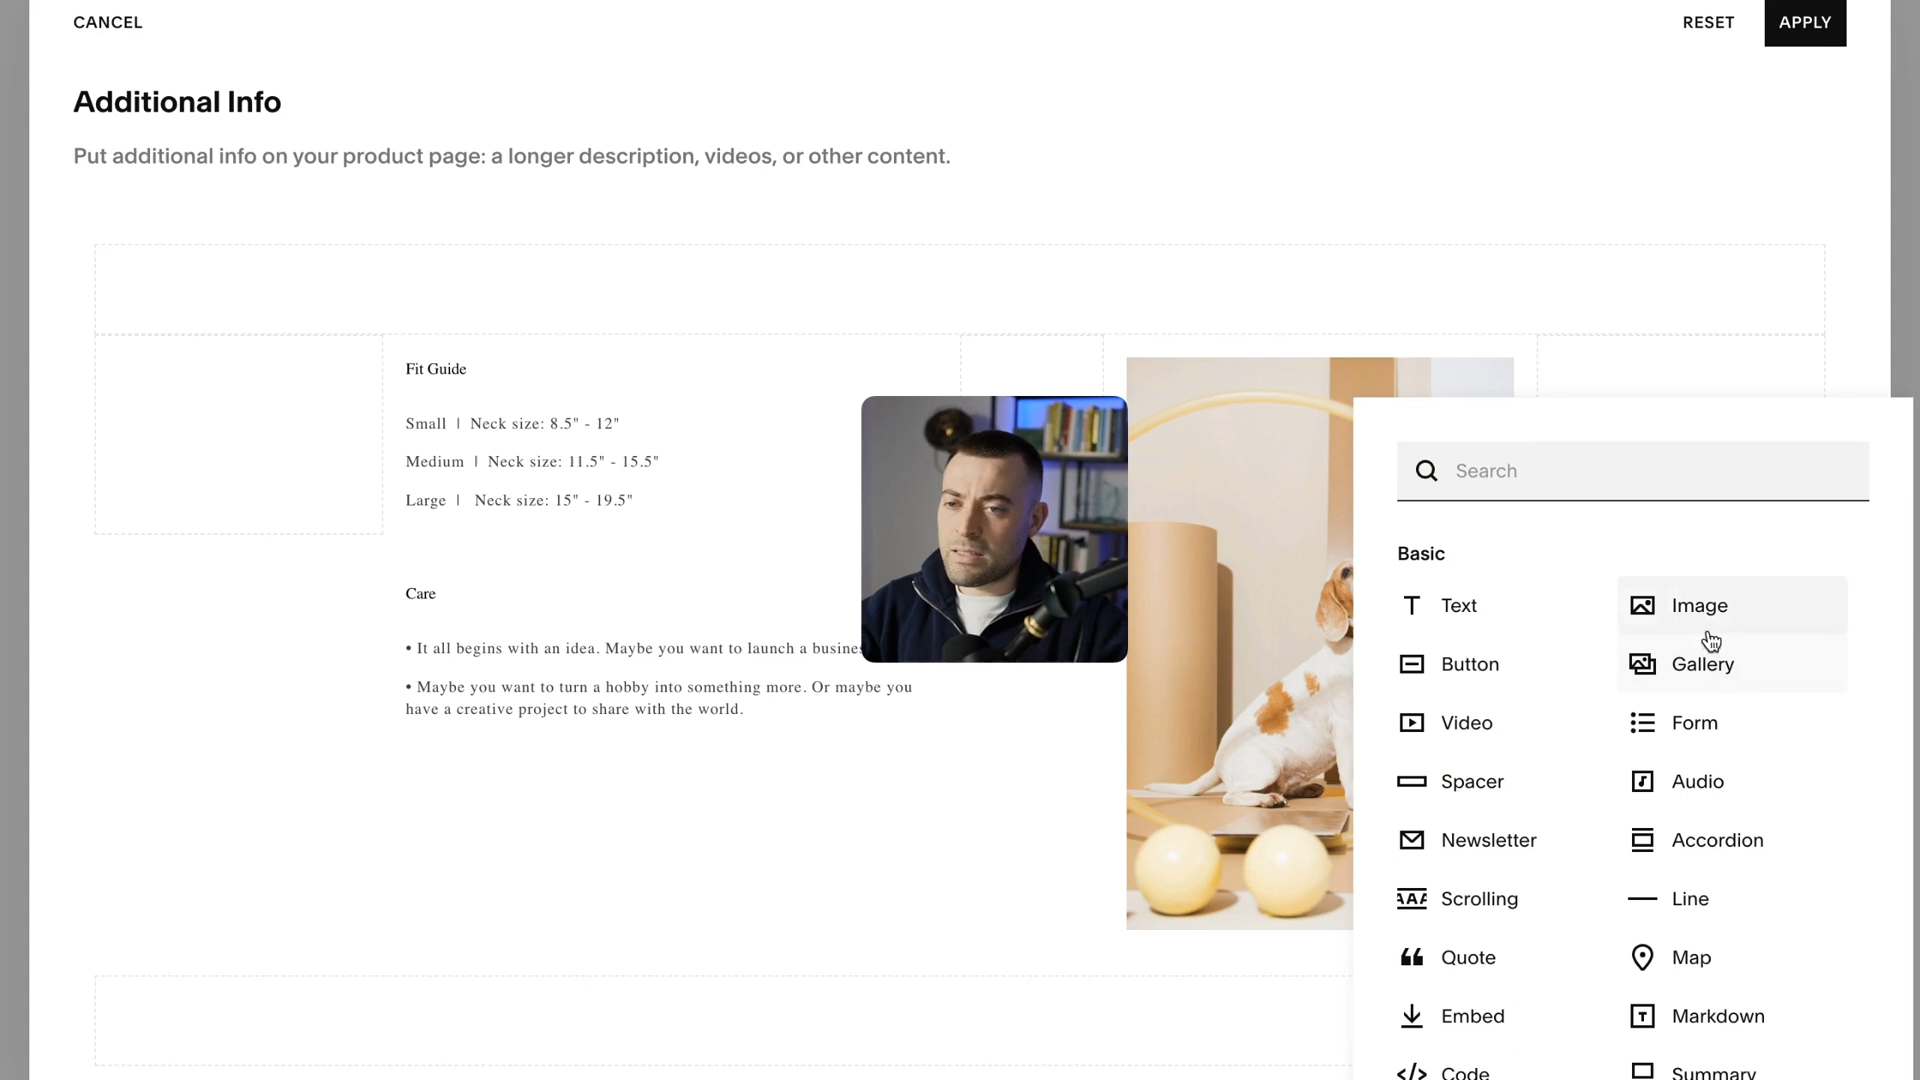 CANCEL
RESET
APPLY
Additional Info
Put additional info on your product page: a longer description, videos, or other content.
Fit Guide
Small | Neck size: 8.5" - 12"
Medium | Neck size: 11.5" - 15.5"
Large | Neck size: 15" - 19.5"
Care
• It all begins with an idea. Maybe you want to launch a
• Maybe you want to turn a hobby into something more. Or maybe you
have a creative project to share with the world.
Search
Basic
Text
Image
Button
Gallery
Video
Form
Spacer
Audio
Newsletter
Accordion
Scrolling
Line
Quote
Map
Embed
Markdown
Code
Summary